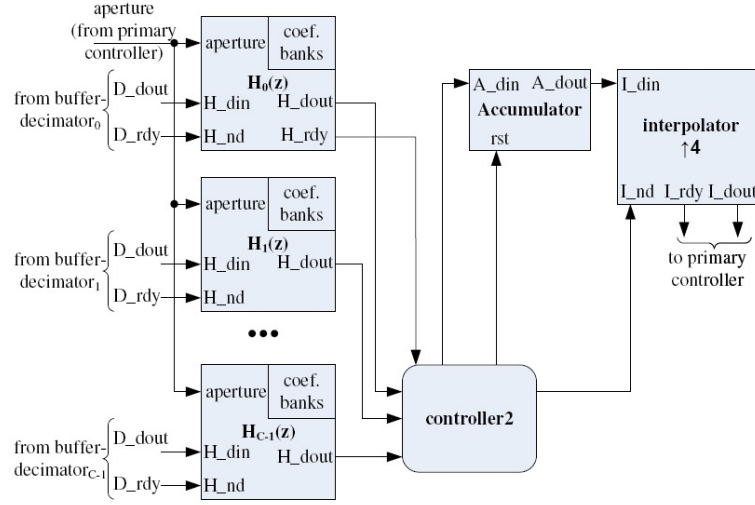 aperture
(from primary
controller)
aperture
coef.
banks
H0(z)
from buffer-
decimator0
D_dout
D_rdy
H_din
H_dout
H_nd
H_rdy
aperture
coef.
banks
H1(z)
from buffer-
decimator1
D_dout
D_rdy
H_din
H_dout
H_nd
•••
aperture
coef.
banks
HC-1(z)
from buffer-
decimatorC-1
D_dout
D_rdy
H_din
H_dout
H_nd
controller2
A_din A_dout
Accumulator
rst
I_din
interpolator
↑4
I_nd I_rdy I_dout
to primary
controller